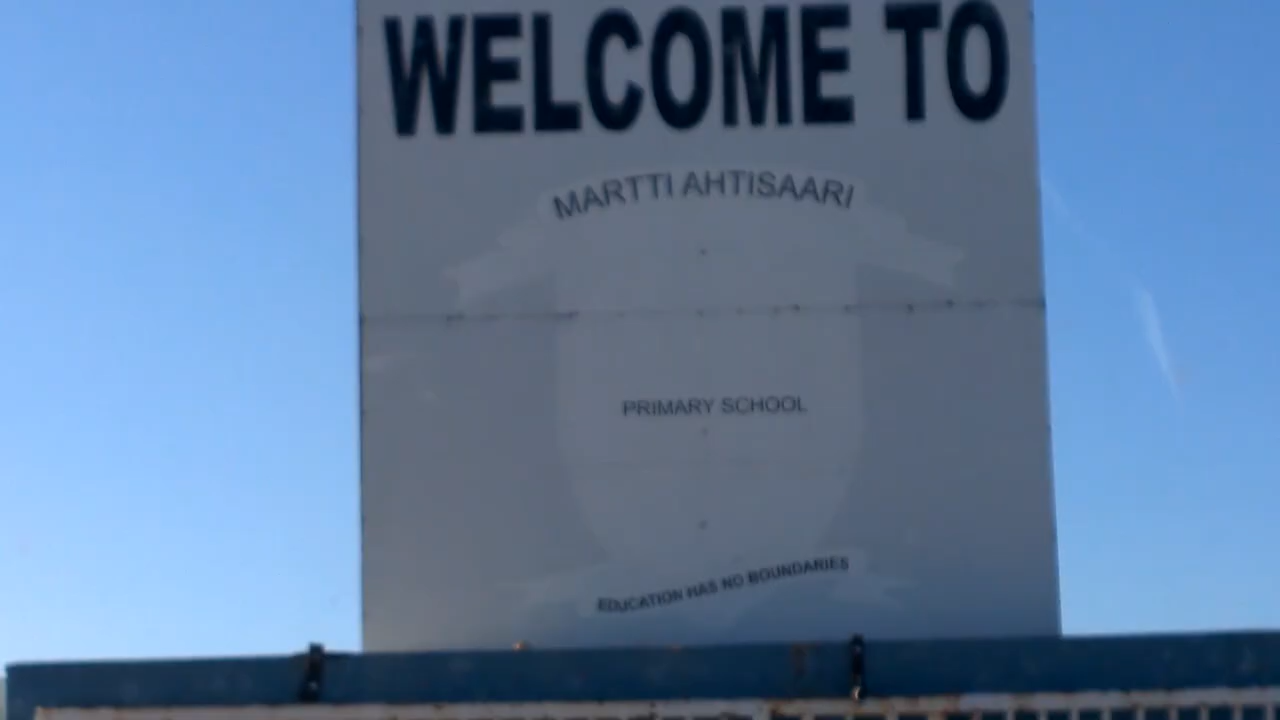 WELCOME TO
MARTTI AHTISAARI
PRIMARY SCHOOL
EDUCATION HAS NO BOUNDARIES